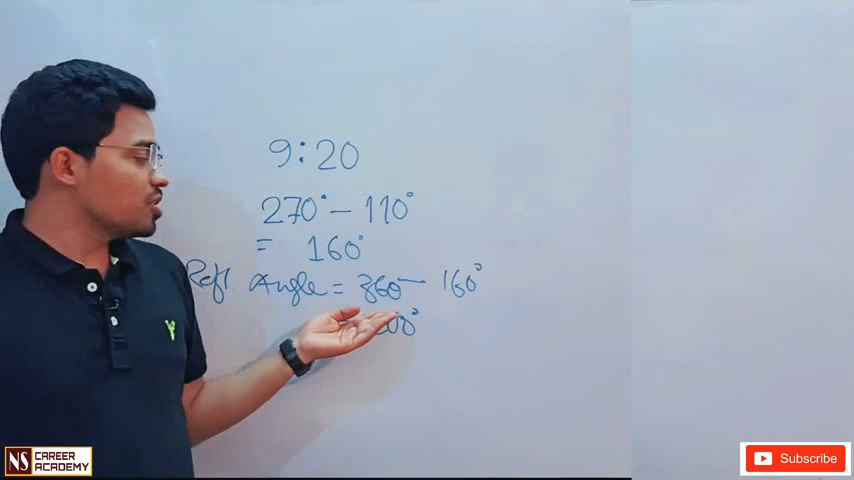 9:20
270° - 110°
= 160°
Refl Angle = 360 - 160°
200°
NS CAREER ACADEMY
Subscribe